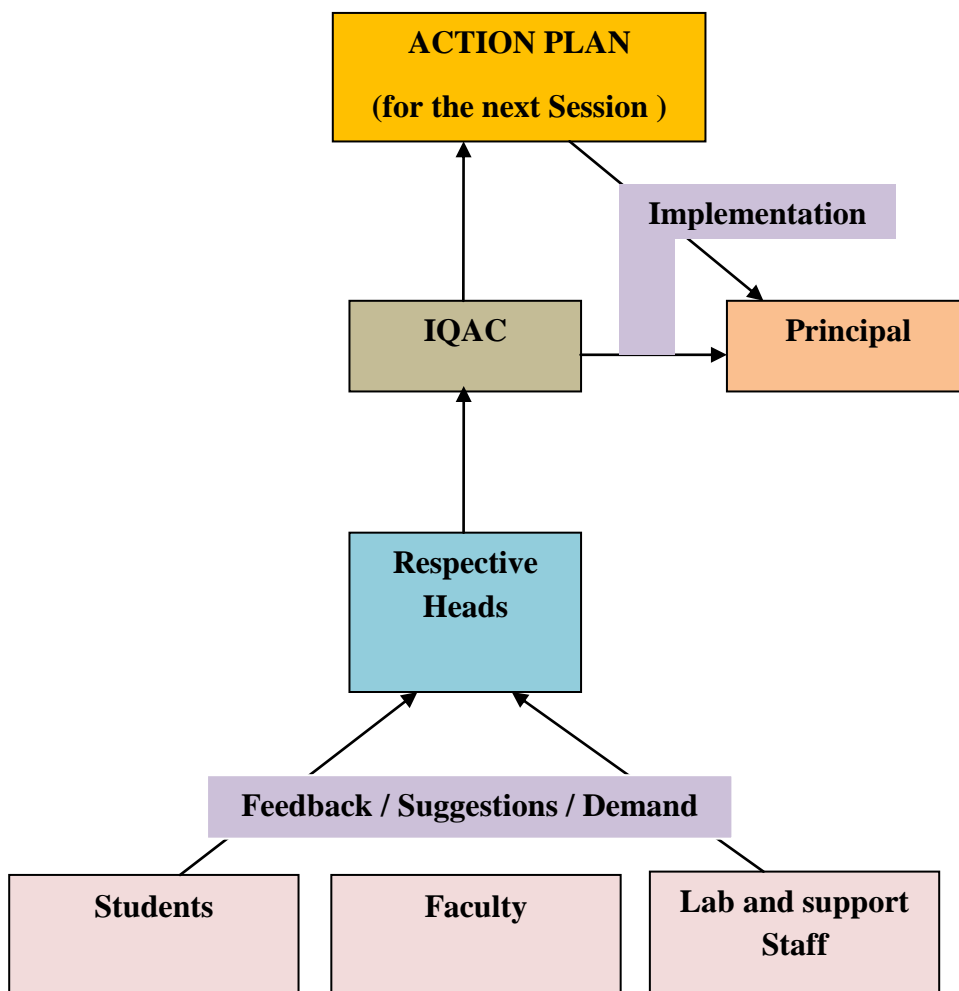 ACTION PLAN
(for the next Session )
Implementation
IQAC
Principal
Respective
Heads
Feedback / Suggestions / Demand
Students
Faculty
Lab and support
Staff